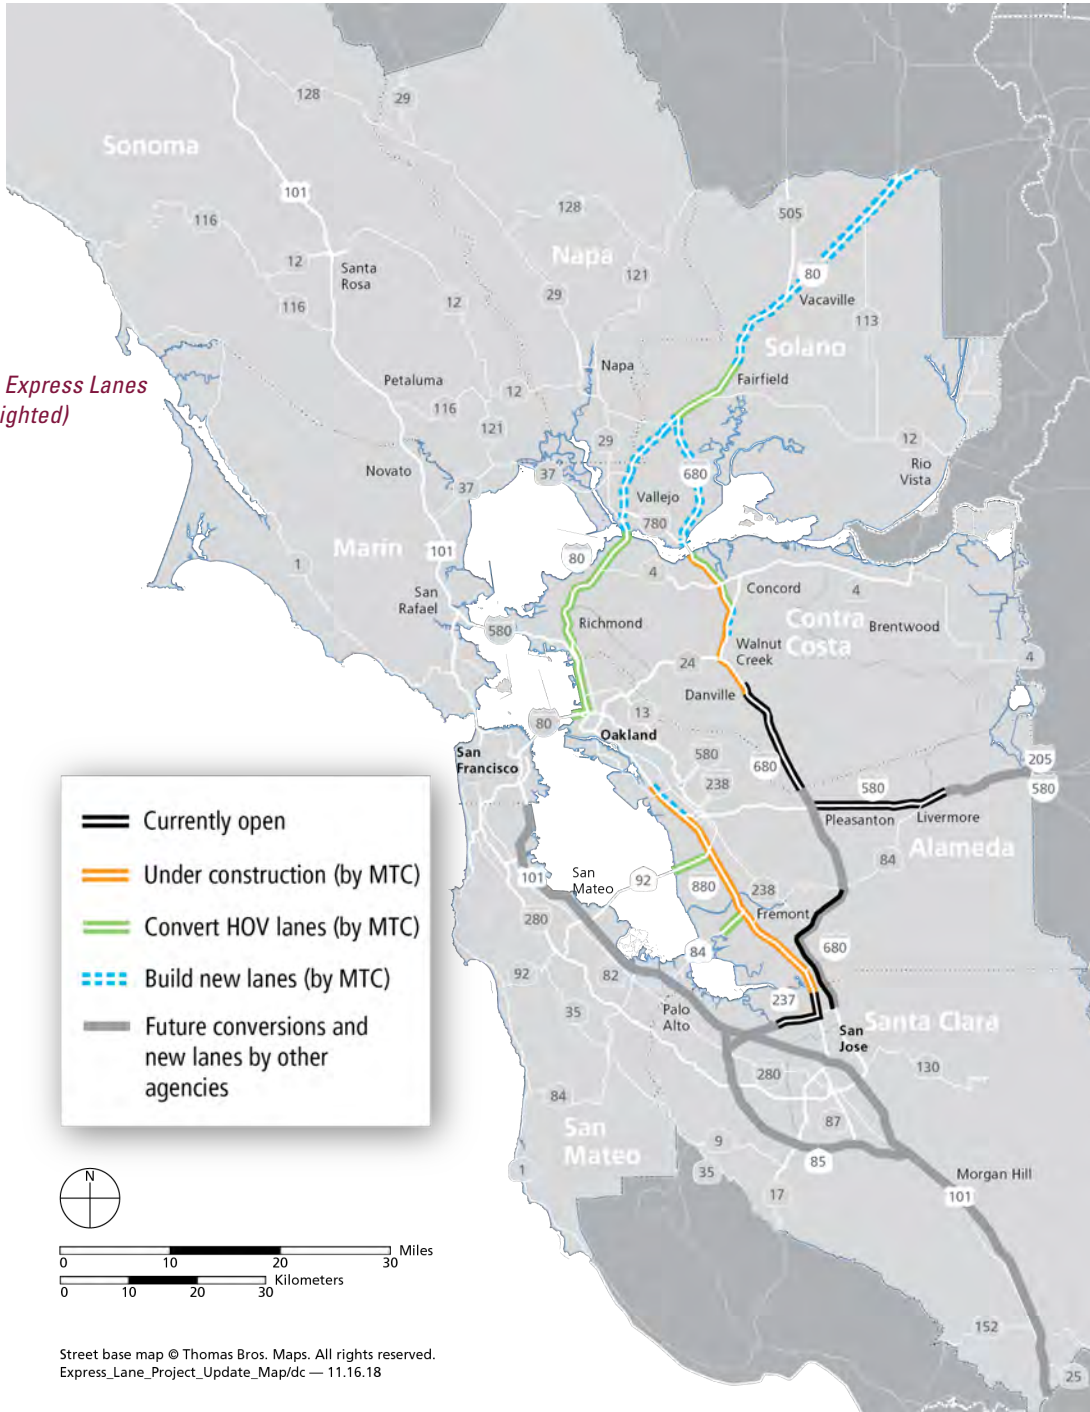 128
29
Sonoma
101
116
128
505
12
Santa
Rosa
Napa
121
80
116
12
29
Vacaville
113
Solano
Express Lanes
ighted)
Petaluma
Napa
Fairfield
12
116
121
29
12
Novato
37
37
680
Rio
Vista
Vallejo
780
Marin
101
80
1
4
Concord
4
San
Rafael
580
Richmond
Contra
Costa
Brentwood
Walnut
Creek
24
4
Danville
80
13
Oakland
San
Francisco
580
680
238
205
580
580
Pleasanton
Livermore
Alameda
84
Currently open
Under construction (by MTC)
Convert HOV lanes (by MTC)
Build new lanes (by MTC)
Future conversions and
new lanes by other
agencies
101
San
Mateo
92
880
238
280
Fremont
680
84
92
82
237
35
Palo
Alto
San
Jose
Santa Clara
280
130
84
87
San
Mateo
9
85
1
35
17
Morgan Hill
101
N
0
10
20
30
Miles
0
10
20
30
Kilometers
152
25
Street base map © Thomas Bros. Maps. All rights reserved.
Express_Lane_Project_Update_Map/dc — 11.16.18